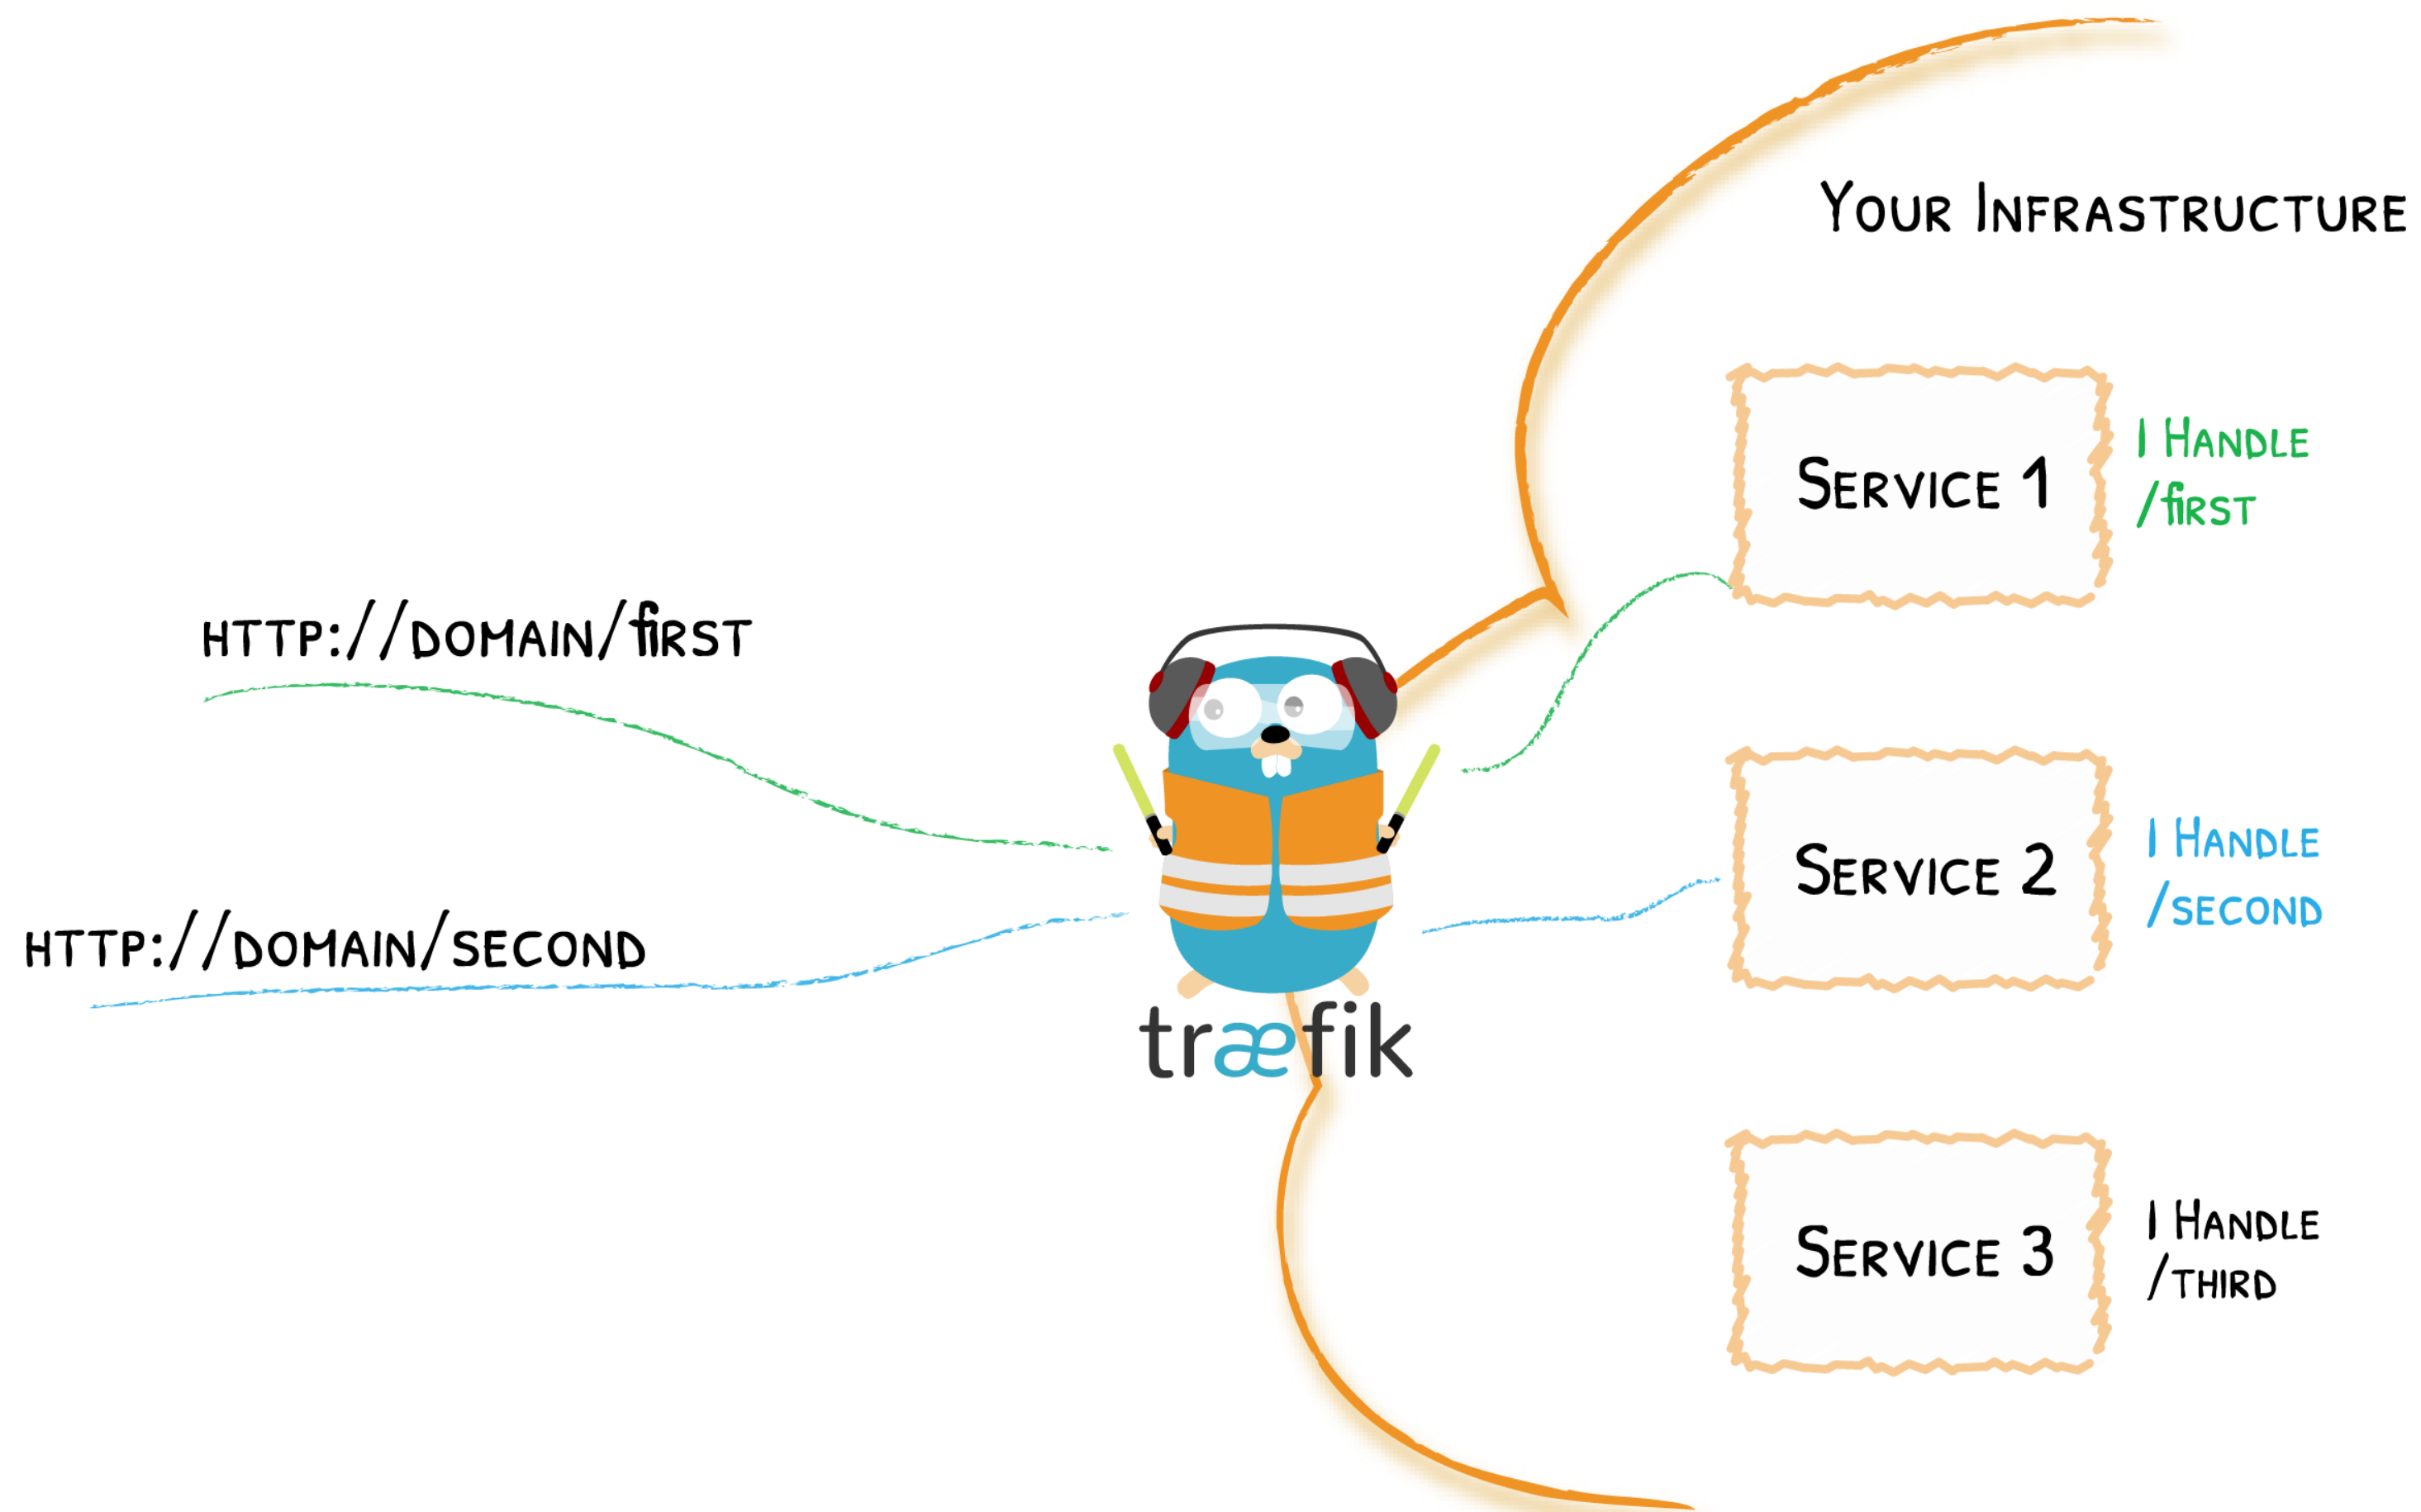 Your Infrastructure
Service 1
I Handle
/first
http://domain/first
Service 2
I Handle
/second
http://domain/second
træfik
Service 3
I Handle
/third